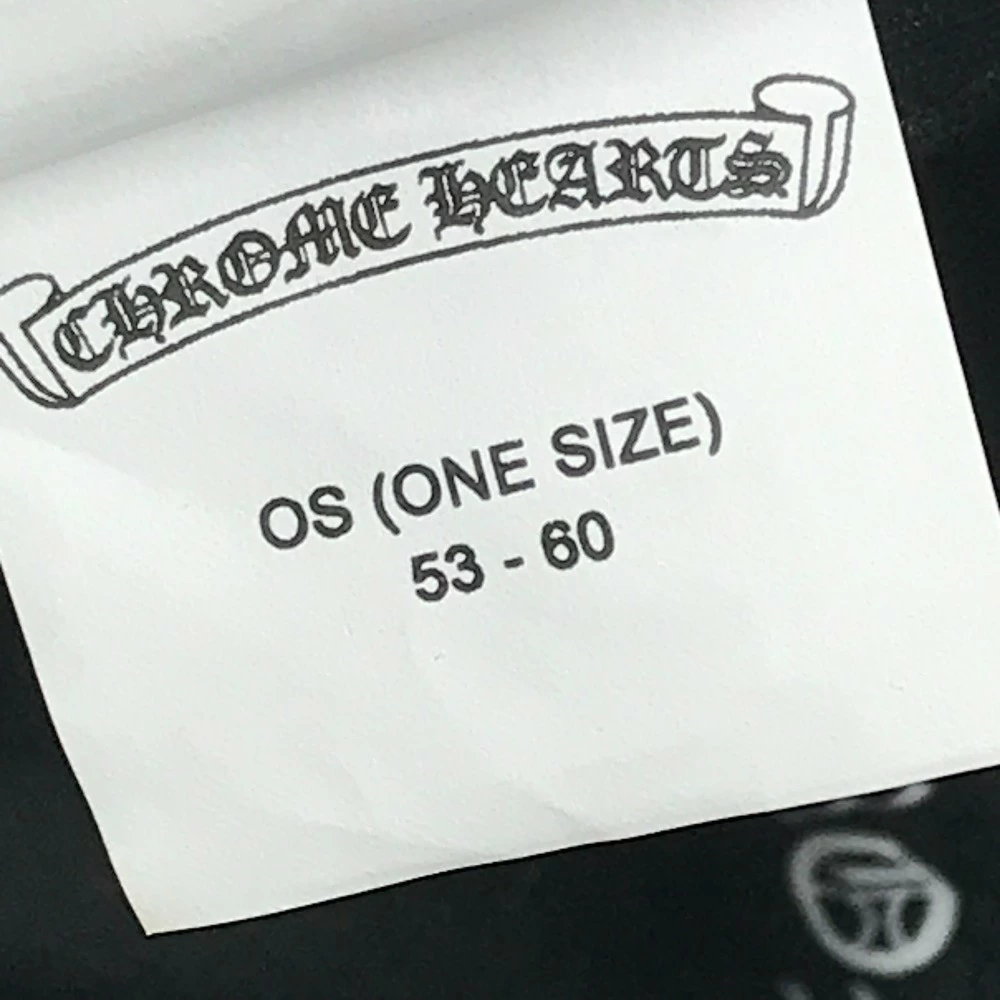 CHROME HEARTS
OS (ONE SIZE)
53 - 60